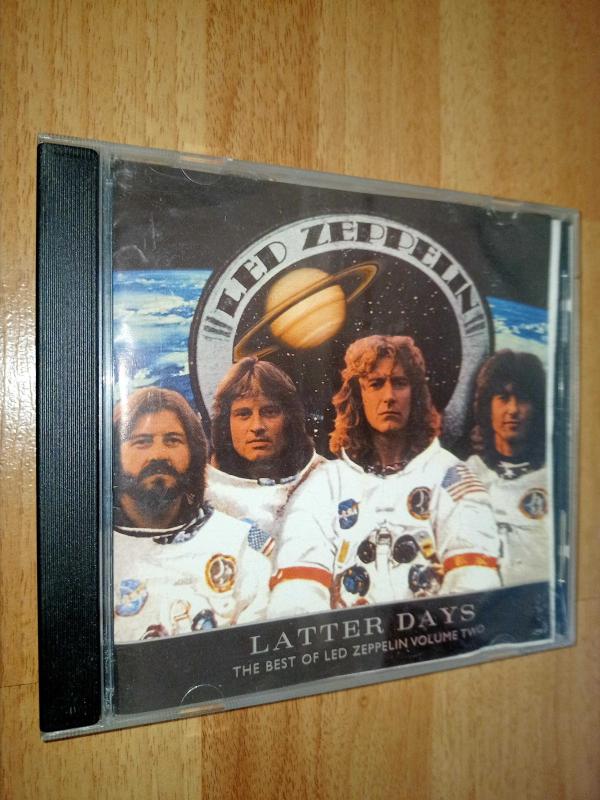 LED ZEPPELIN
LATTER DAYS
THE BEST OF LED ZEPPELIN VOLUME TWO